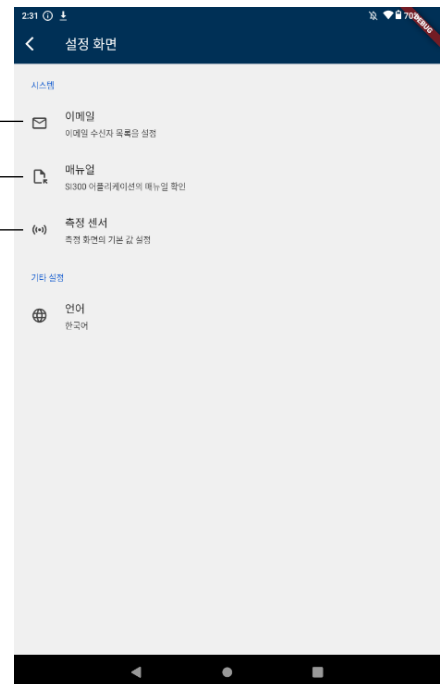 2:31
설정 화면
시스템
이메일
이메일 수신자 목록을 설정
매뉴얼
SI300 어플리케이션의 매뉴얼 확인
측정 센서
측정 화면의 기본 값 설정
기타 설정
언어
한국어
DEBUG